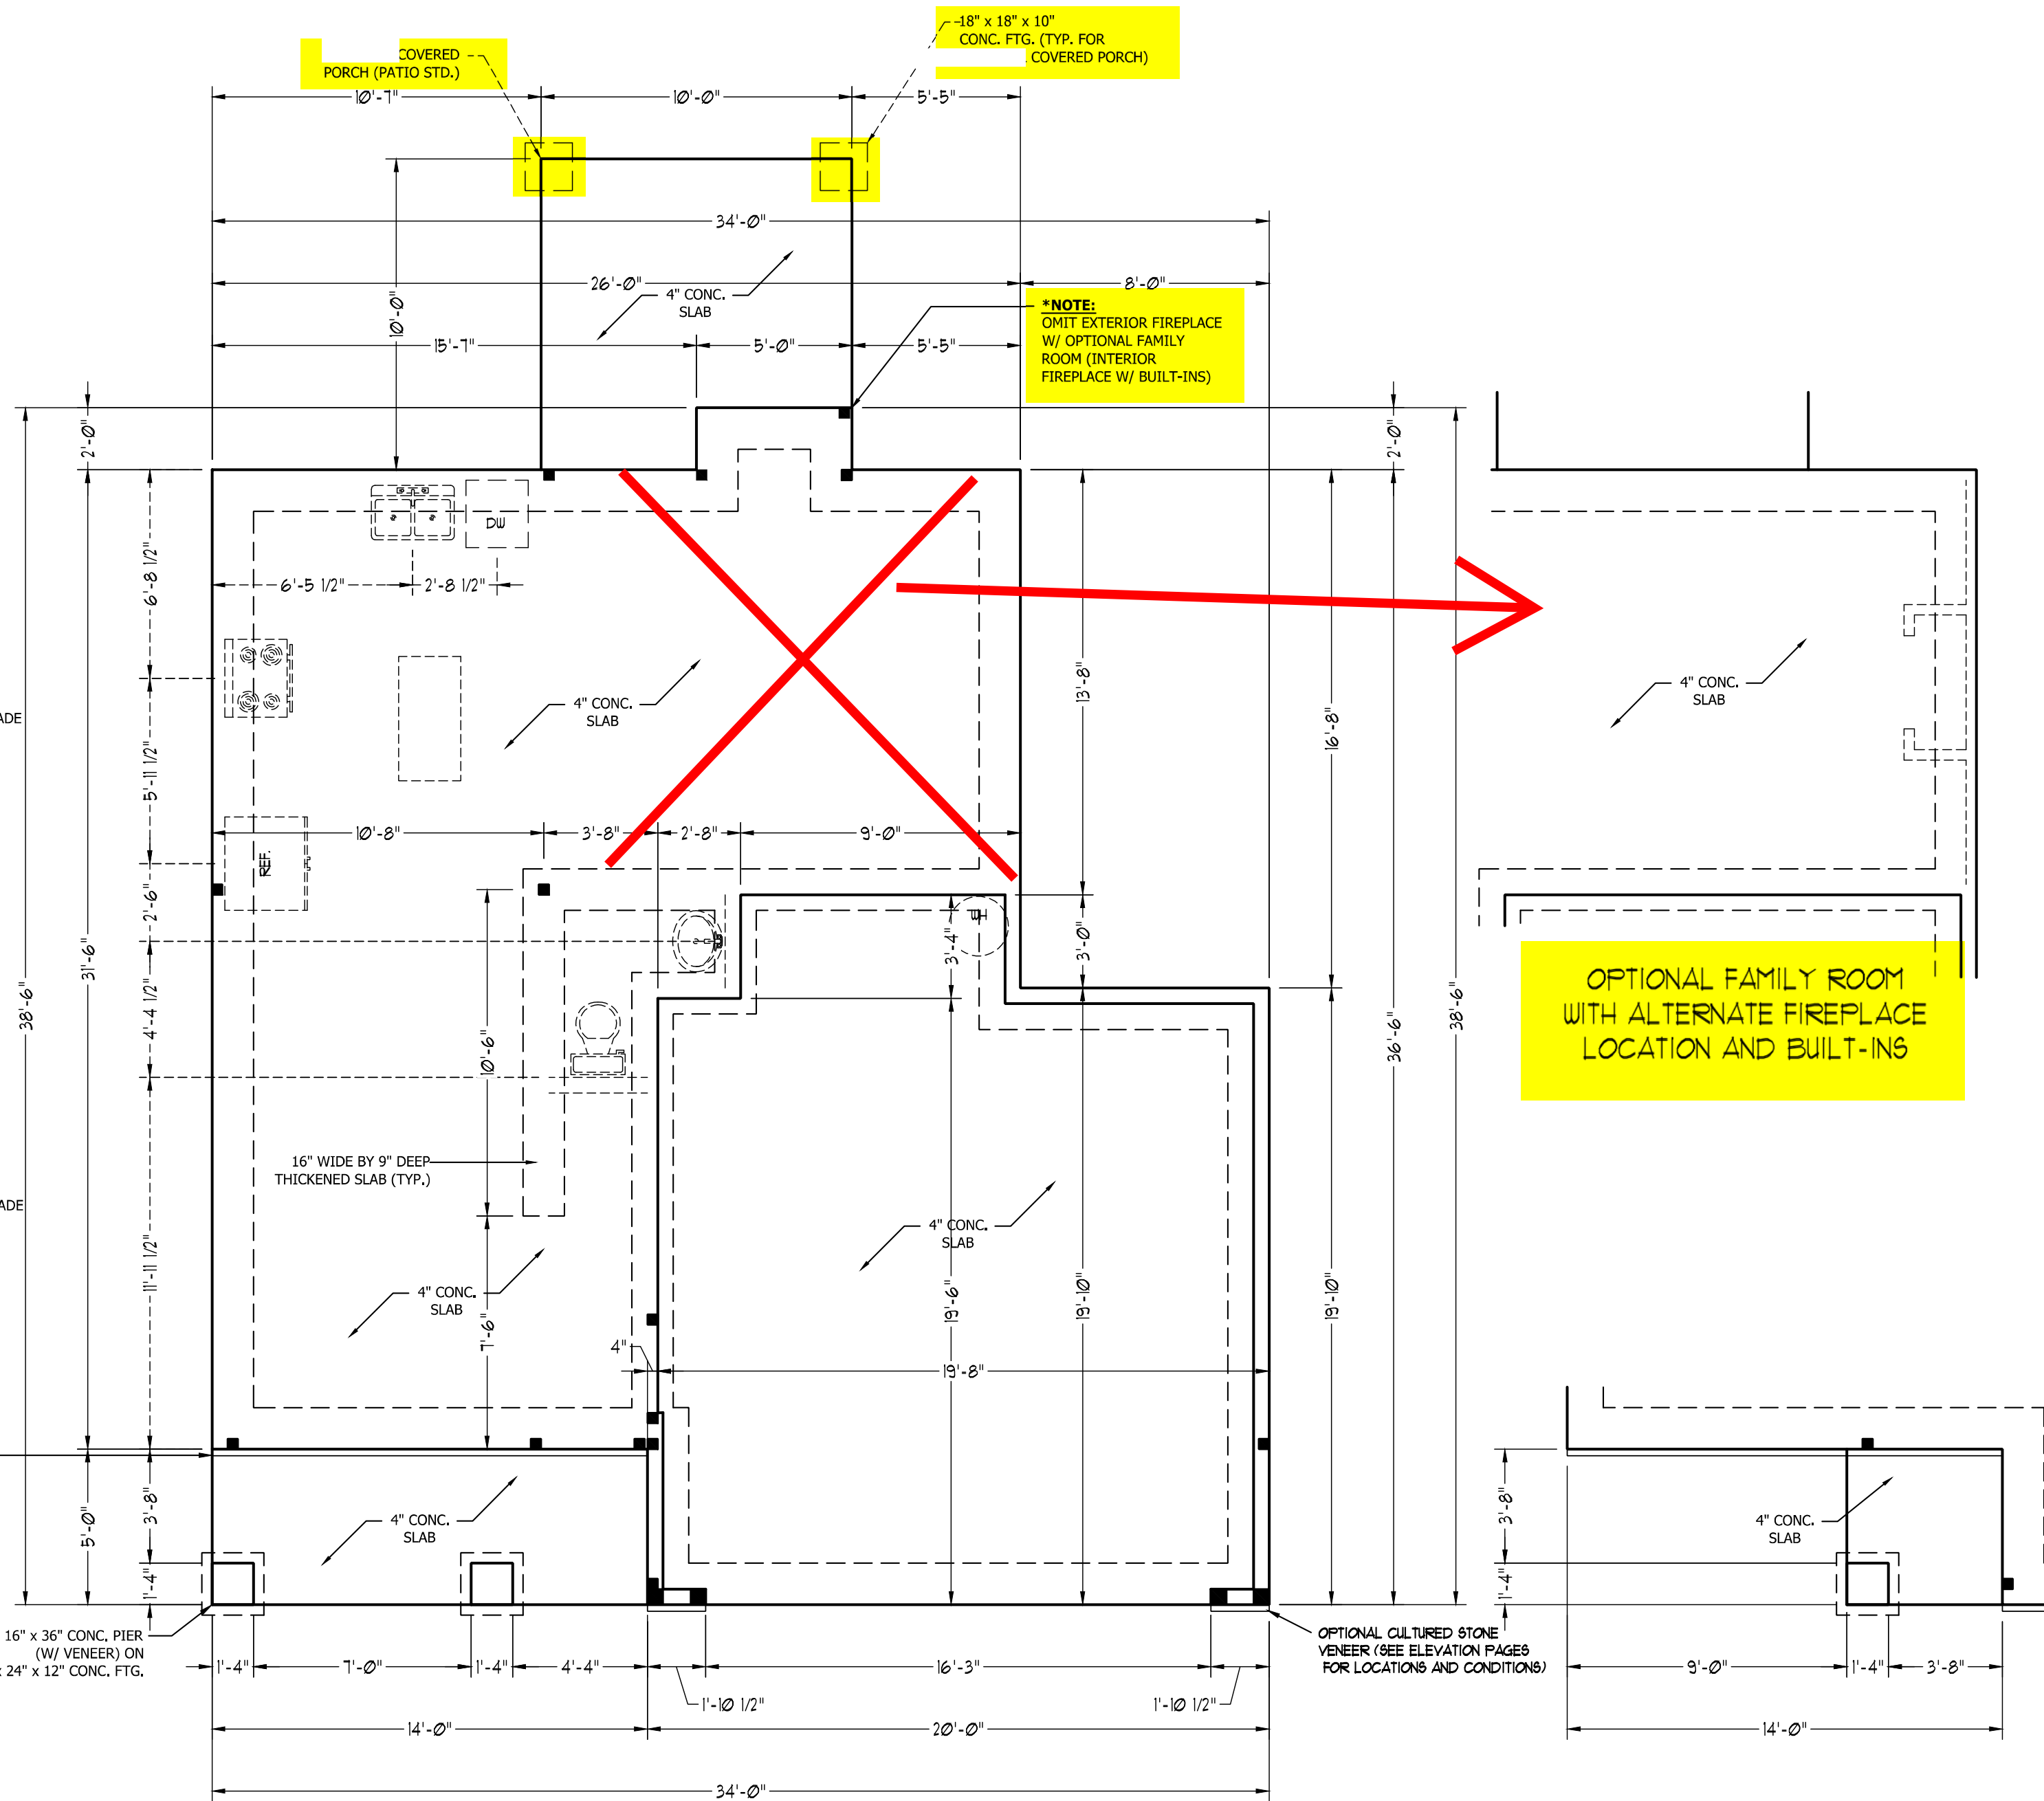 COVERED
PORCH (PATIO STD.)
18" x 18" x 10"
CONC. FTG. (TYP. FOR
COVERED PORCH)
10'-7"
10'-0"
5'-5"
34'-0"
26'-0"
8'-0"
10'-0"
4" CONC.
SLAB
*NOTE:
OMIT EXTERIOR FIREPLACE
W/ OPTIONAL FAMILY
ROOM (INTERIOR
FIREPLACE W/ BUILT-INS)
15'-7"
5'-0"
5'-5"
2'-0"
2'-0"
DW
6'-8 1/2"
6'-5 1/2"
2'-8 1/2"
13'-8"
16'-8"
4" CONC.
SLAB
4" CONC.
SLAB
ADE
5'-11 1/2"
10'-8"
3'-8"
2'-8"
9'-0"
REF.
2'-6"
WH
3'-4"
3'-0"
31'-6"
38'-6"
4'-4 1/2"
10'-6"
36'-6"
38'-6"
OPTIONAL FAMILY ROOM
WITH ALTERNATE FIREPLACE
LOCATION AND BUILT-INS
16" WIDE BY 9" DEEP
THICKENED SLAB (TYP.)
ADE
4" CONC.
SLAB
11'-11 1/2"
4" CONC.
SLAB
7'-6"
19'-6"
19'-10"
19'-10"
4"
19'-8"
5'-0"
3'-8"
4" CONC.
SLAB
3'-8"
4" CONC.
SLAB
1'-4"
1'-4"
16" x 36" CONC. PIER
(W/ VENEER) ON
x 24" x 12" CONC. FTG.
OPTIONAL CULTURED STONE
VENEER (SEE ELEVATION PAGES
FOR LOCATIONS AND CONDITIONS)
1'-4"
7'-0"
1'-4"
4'-4"
16'-3"
9'-0"
1'-4"
3'-8"
1'-10 1/2"
1'-10 1/2"
14'-0"
20'-0"
14'-0"
34'-0"